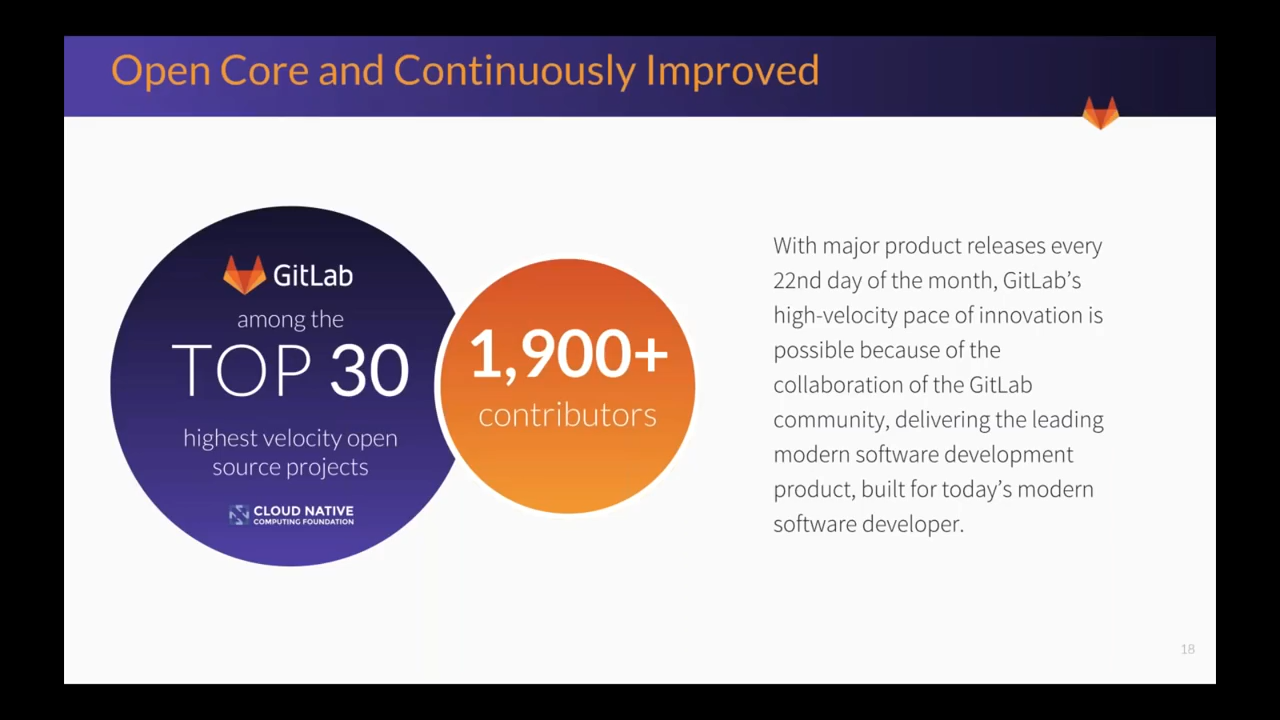 Open Core and Continuously Improved
GitLab
among the
TOP 30
highest velocity open
source projects
CLOUD NATIVE
COMPUTING FOUNDATION
1,900+
contributors
With major product releases every
22nd day of the month, GitLab’s
high-velocity pace of innovation is
possible because of the
collaboration of the GitLab
community, delivering the leading
modern software development
product, built for today’s modern
software developer.
18